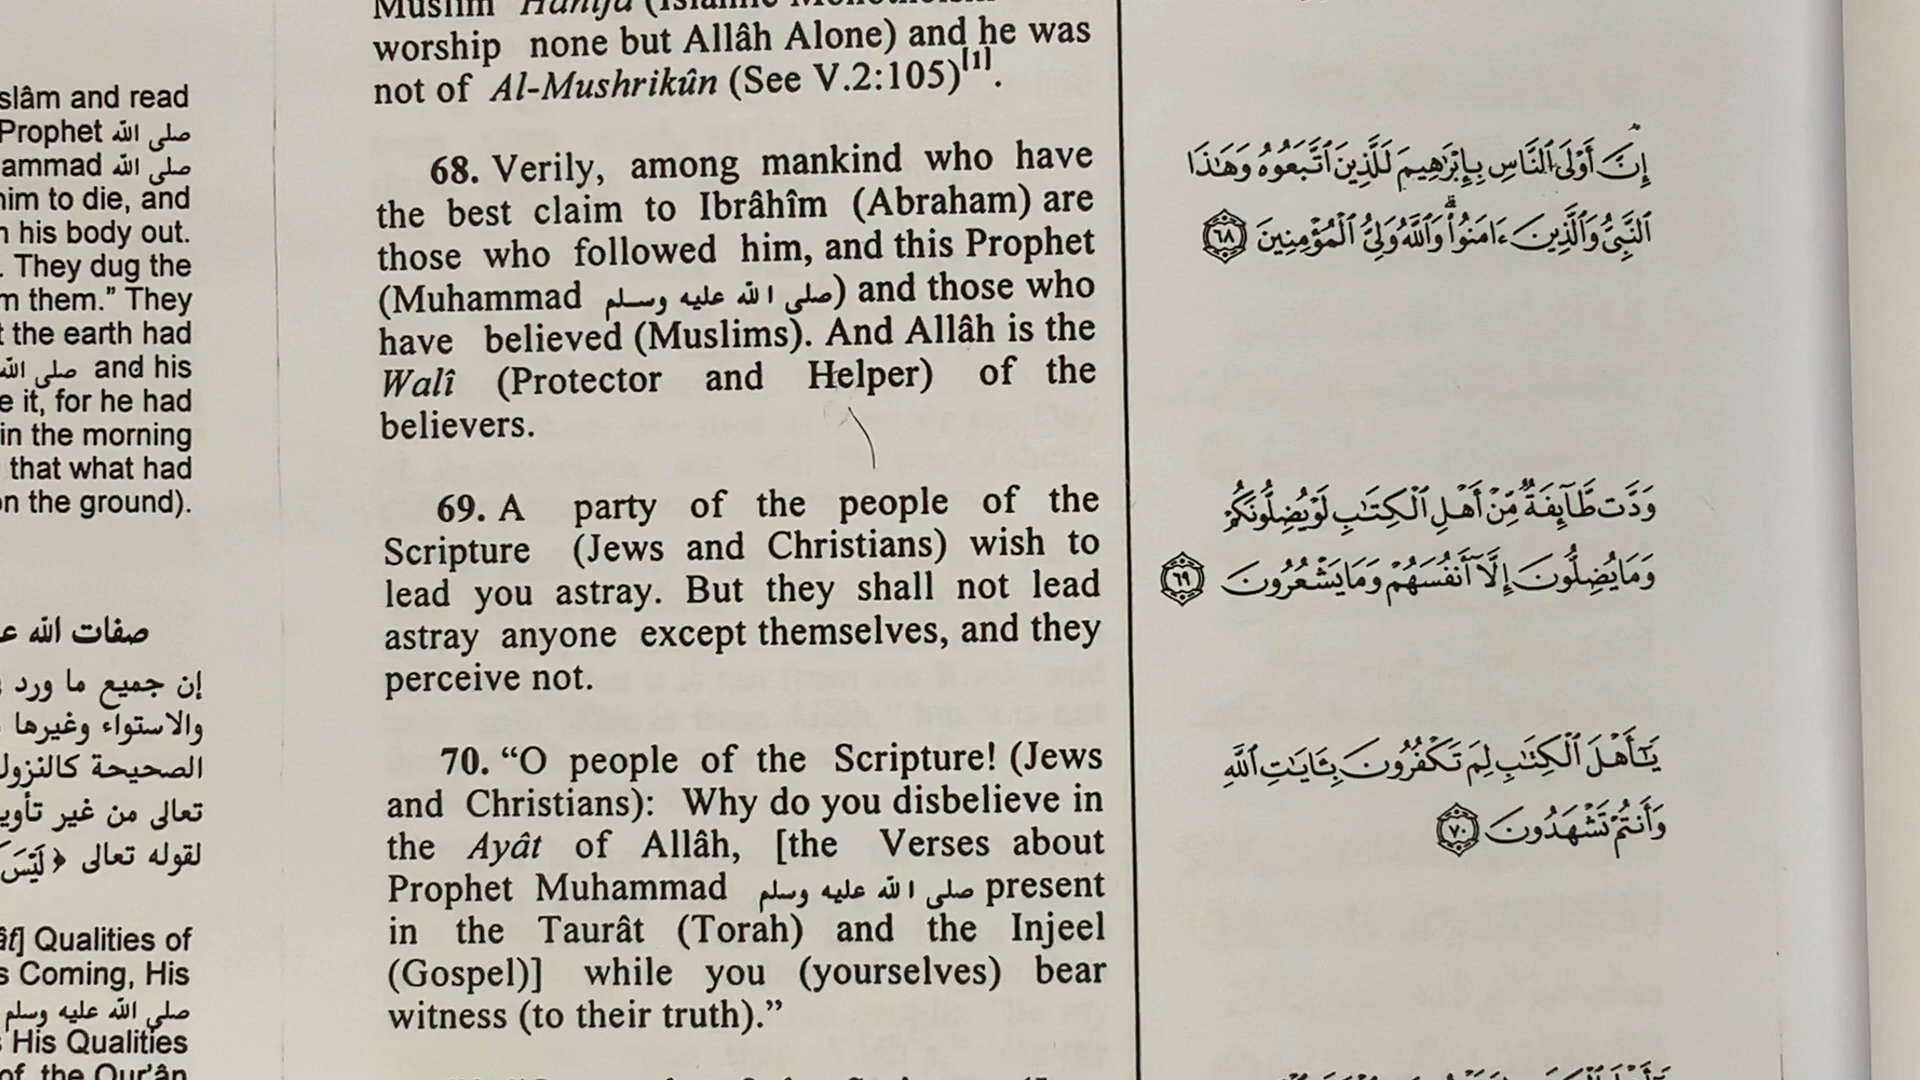 slâm and read
Prophet صلى الله
ammad صلى الله
him to die, and
his body out.
. They dug the
m them.” They
the earth had
صلى الله and his
e it, for he had
in the morning
that what had
on the ground).
صفات الله
إن جميع ما ورد
والاستواء وغيرها
الصحيحة كالنزول
تعالى من غير
لقوله تعالى ﴿
Qualities of
s Coming, His
صلى الله عليه وسلم
His Qualities
of the Qur’ân
Muslim Hanifa (Islamic Monotheism
worship none but Allâh Alone) and he was
not of Al-Mushrikûn (See V.2:105)[1].
68. Verily, among mankind who have
the best claim to Ibrâhîm (Abraham) are
those who followed him, and this Prophet
(Muhammad صلى الله عليه وسلم) and those who
have believed (Muslims). And Allâh is the
Walî (Protector and Helper) of the
believers.
69. A party of the people of the
Scripture (Jews and Christians) wish to
lead you astray. But they shall not lead
astray anyone except themselves, and they
perceive not.
70. “O people of the Scripture! (Jews
and Christians): Why do you disbelieve in
the Ayât of Allâh, [the Verses about
Prophet Muhammad صلى الله عليه وسلم present
in the Taurât (Torah) and the Injeel
(Gospel)] while you (yourselves) bear
witness (to their truth).”
إِنَّ أَوْلَى ٱلنَّاسِ بِإِبْرَٰهِيمَ لَلَّذِينَ ٱتَّبَعُوهُ وَهَٰذَا
ٱلنَّبِىُّ وَٱلَّذِينَ ءَامَنُوا۟ ۗ وَٱللَّهُ وَلِىُّ ٱلْمُؤْمِنِينَ ٦٨
وَدَّت طَّآئِفَةٌ مِّنْ أَهْلِ ٱلْكِتَٰبِ لَوْ يُضِلُّونَكُمْ
وَمَا يُضِلُّونَ إِلَّآ أَنفُسَهُمْ وَمَا يَشْعُرُونَ ٦٩
يَٰٓأَهْلَ ٱلْكِتَٰبِ لِمَ تَكْفُرُونَ بِـَٔايَٰتِ ٱللَّهِ
وَأَنتُمْ تَشْهَدُونَ ٧٠